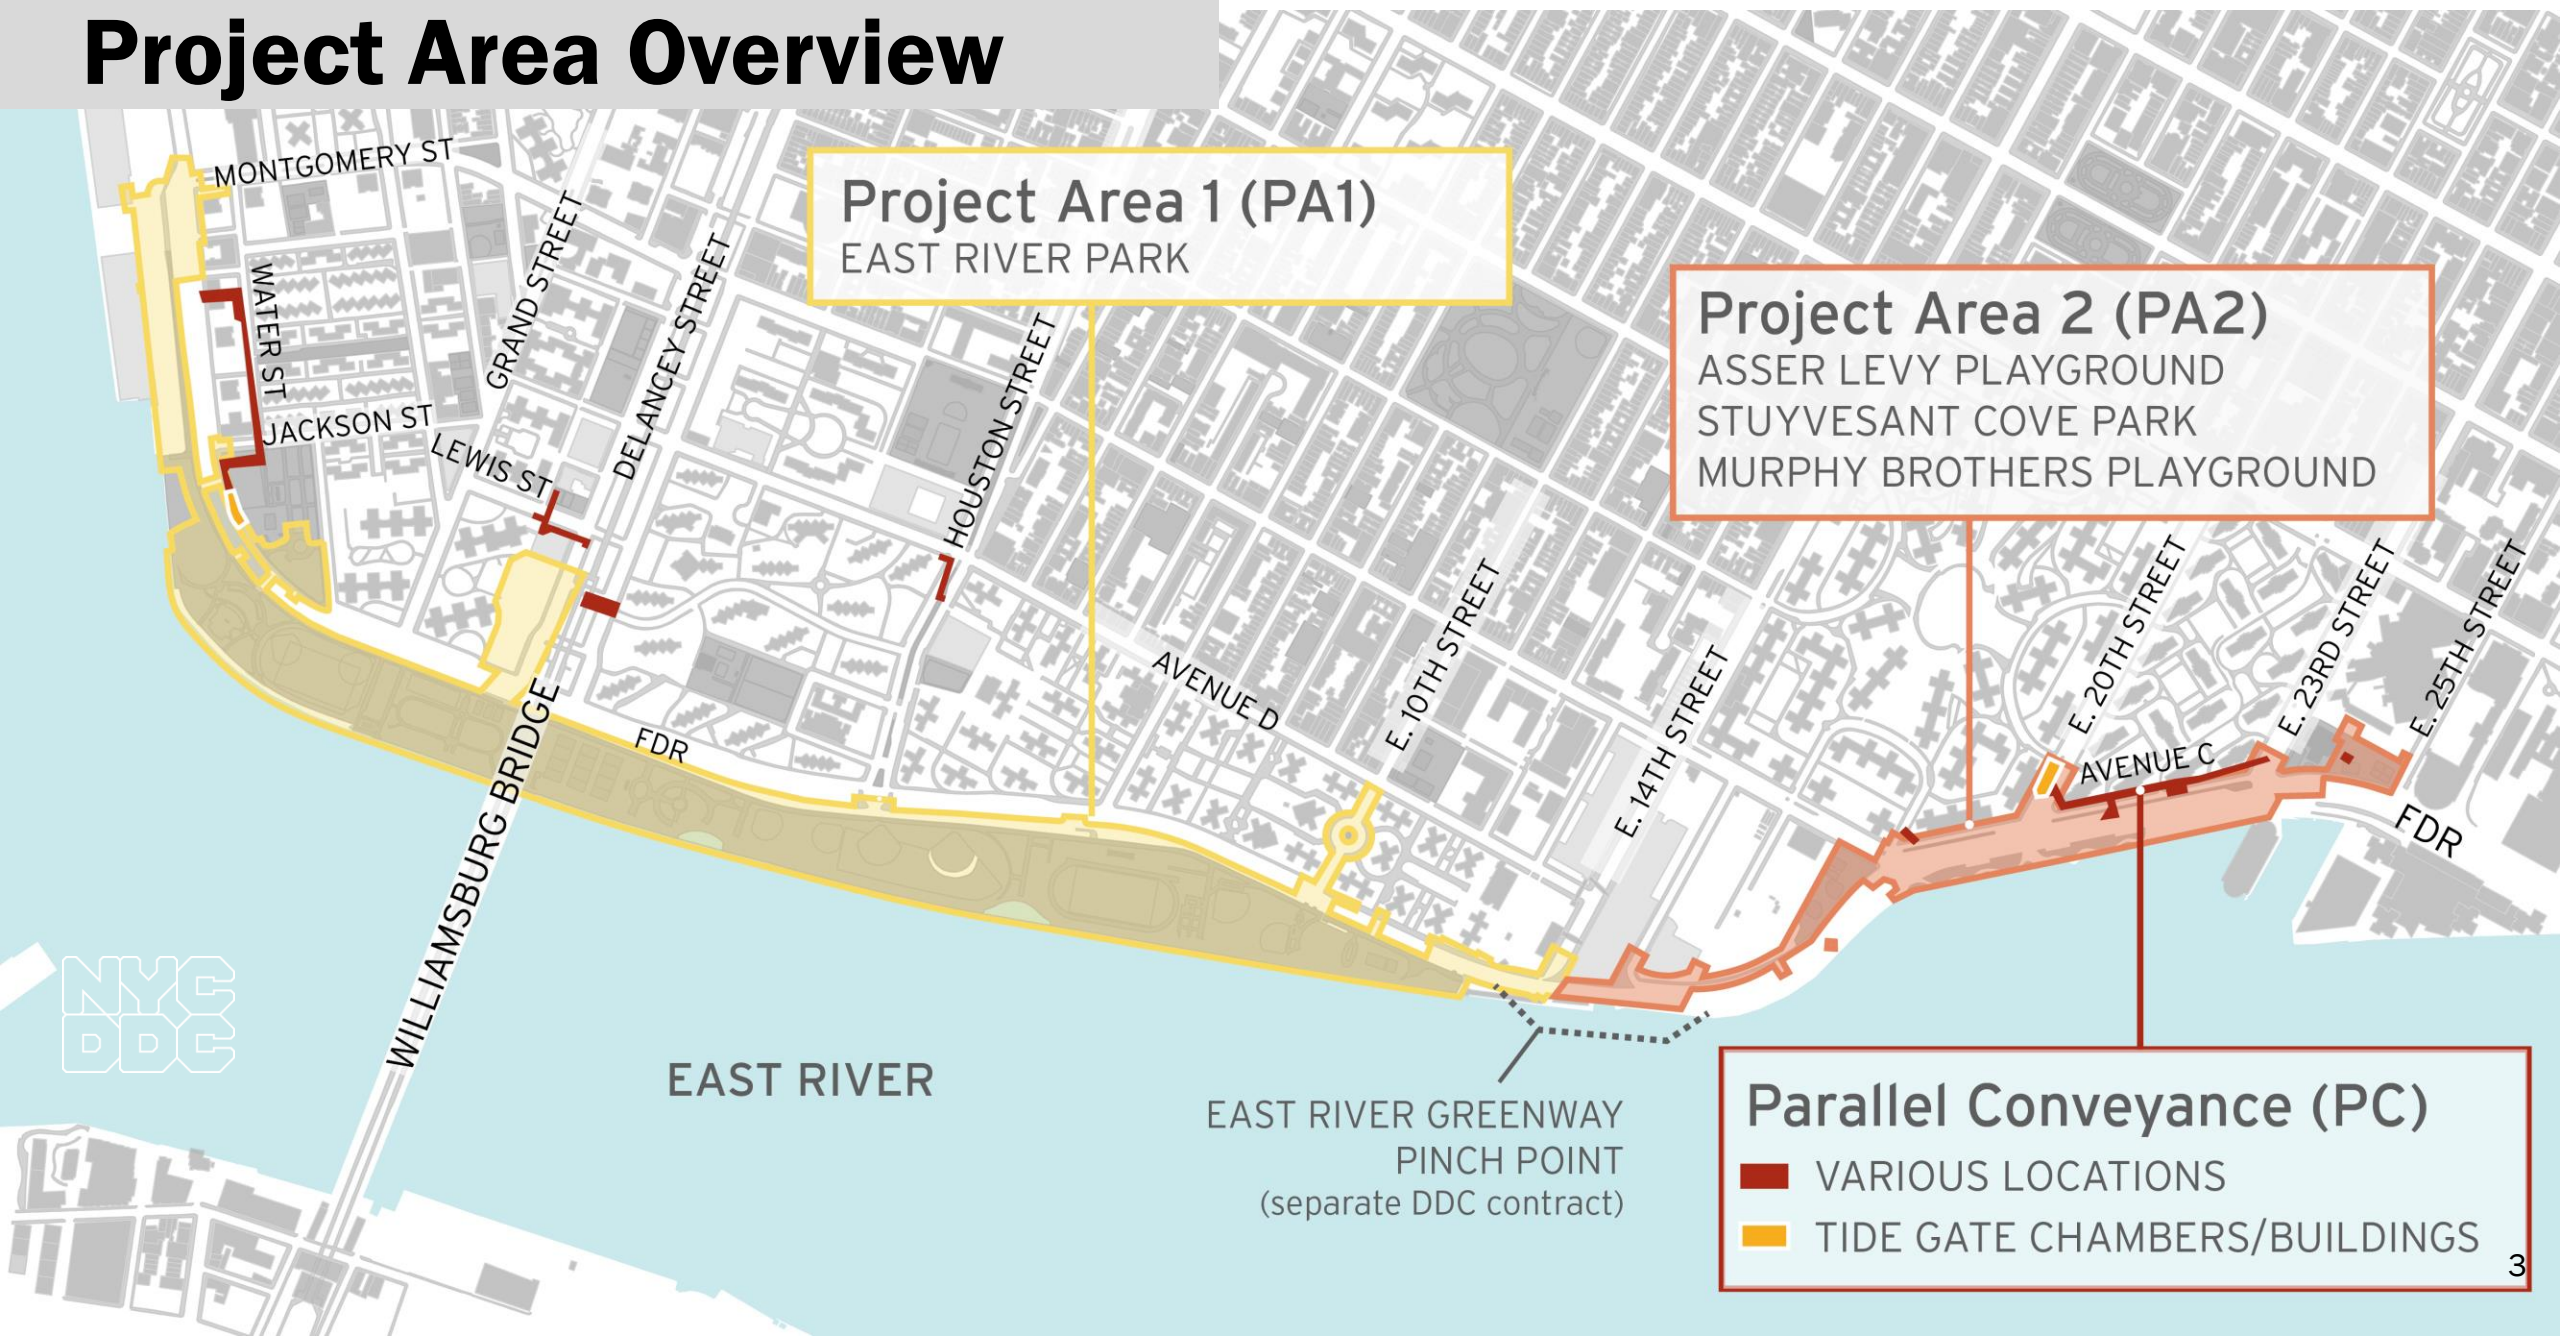 Project Area Overview
MONTGOMERY ST
WATER ST
JACKSON ST
GRAND STREET
LEWIS ST
DELANCEY STREET
HOUSTON STREET
Project Area 1 (PA1)
EAST RIVER PARK
Project Area 2 (PA2)
ASSER LEVY PLAYGROUND
STUYVESANT COVE PARK
MURPHY BROTHERS PLAYGROUND
AVENUE D
E. 10TH STREET
E. 14TH STREET
E. 20TH STREET
E. 23RD STREET
E. 25TH STREET
AVENUE C
FDR
FDR
WILLIAMSBURG BRIDGE
NYC
DDC
EAST RIVER
EAST RIVER GREENWAY
PINCH POINT
(separate DDC contract)
Parallel Conveyance (PC)
VARIOUS LOCATIONS
TIDE GATE CHAMBERS/BUILDINGS
3